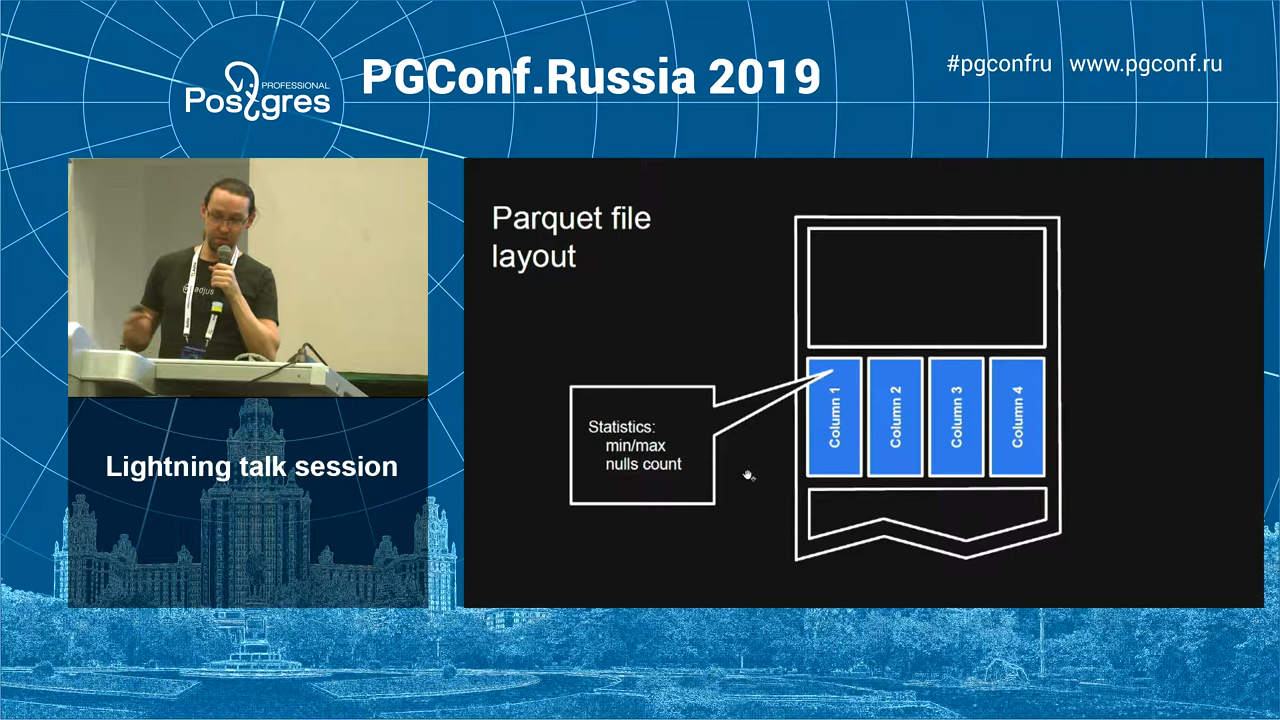 PROFESSIONAL
Postgres
PGConf.Russia 2019
#pgconfru www.pgconf.ru
adjus
Lightning talk session
Parquet file
layout
Statistics:
min/max
nulls count
Column 1
Column 2
Column 3
Column 4